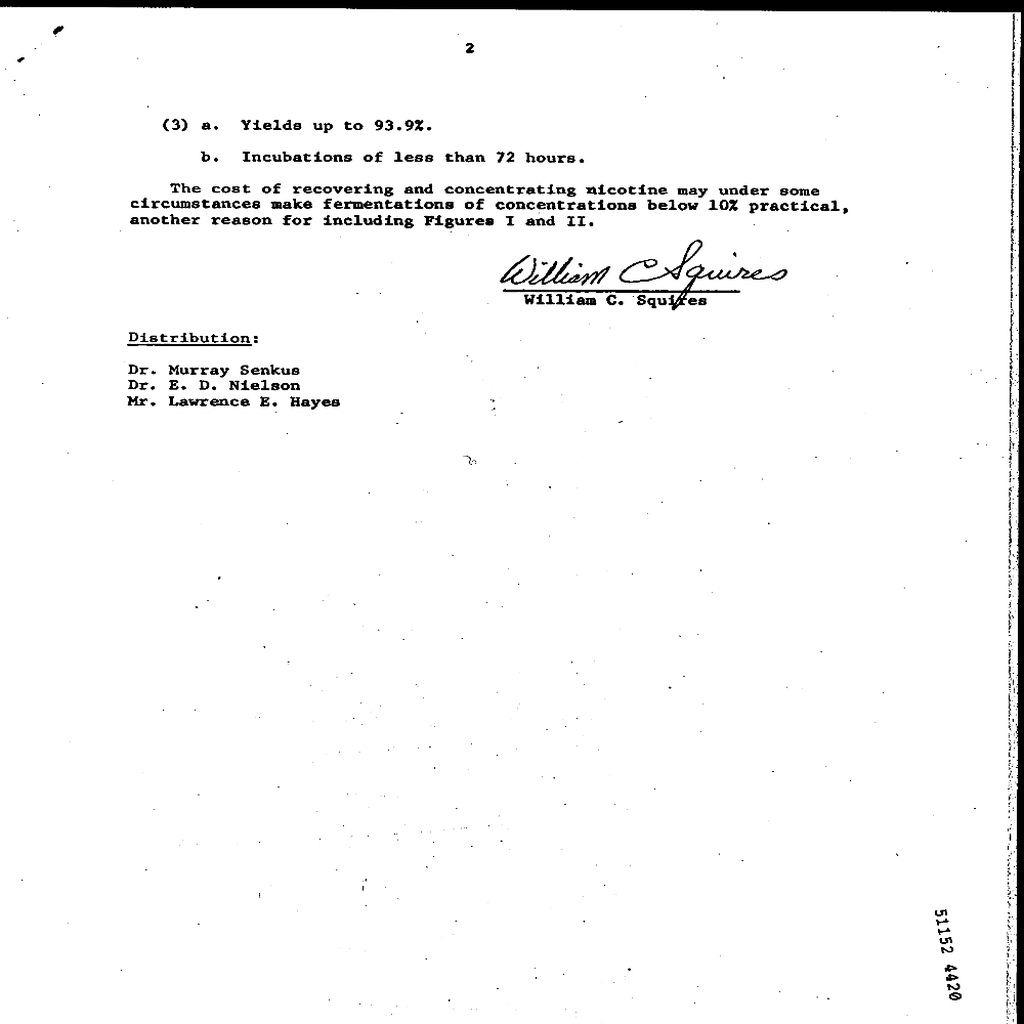 2
(3) a. Yields up to 93.9%.
b. Incubations of less than 72 hours.
The cost of recovering and concentrating nicotine may under some
circumstances make fermentations of concentrations below 10% practical,
another reason for including Figures I and II.
William C Squires
William C. Squires
Distribution:
Dr. Murray Senkus
Dr. E. D. Nielson
Mr. Lawrence E. Hayes
51152 4420